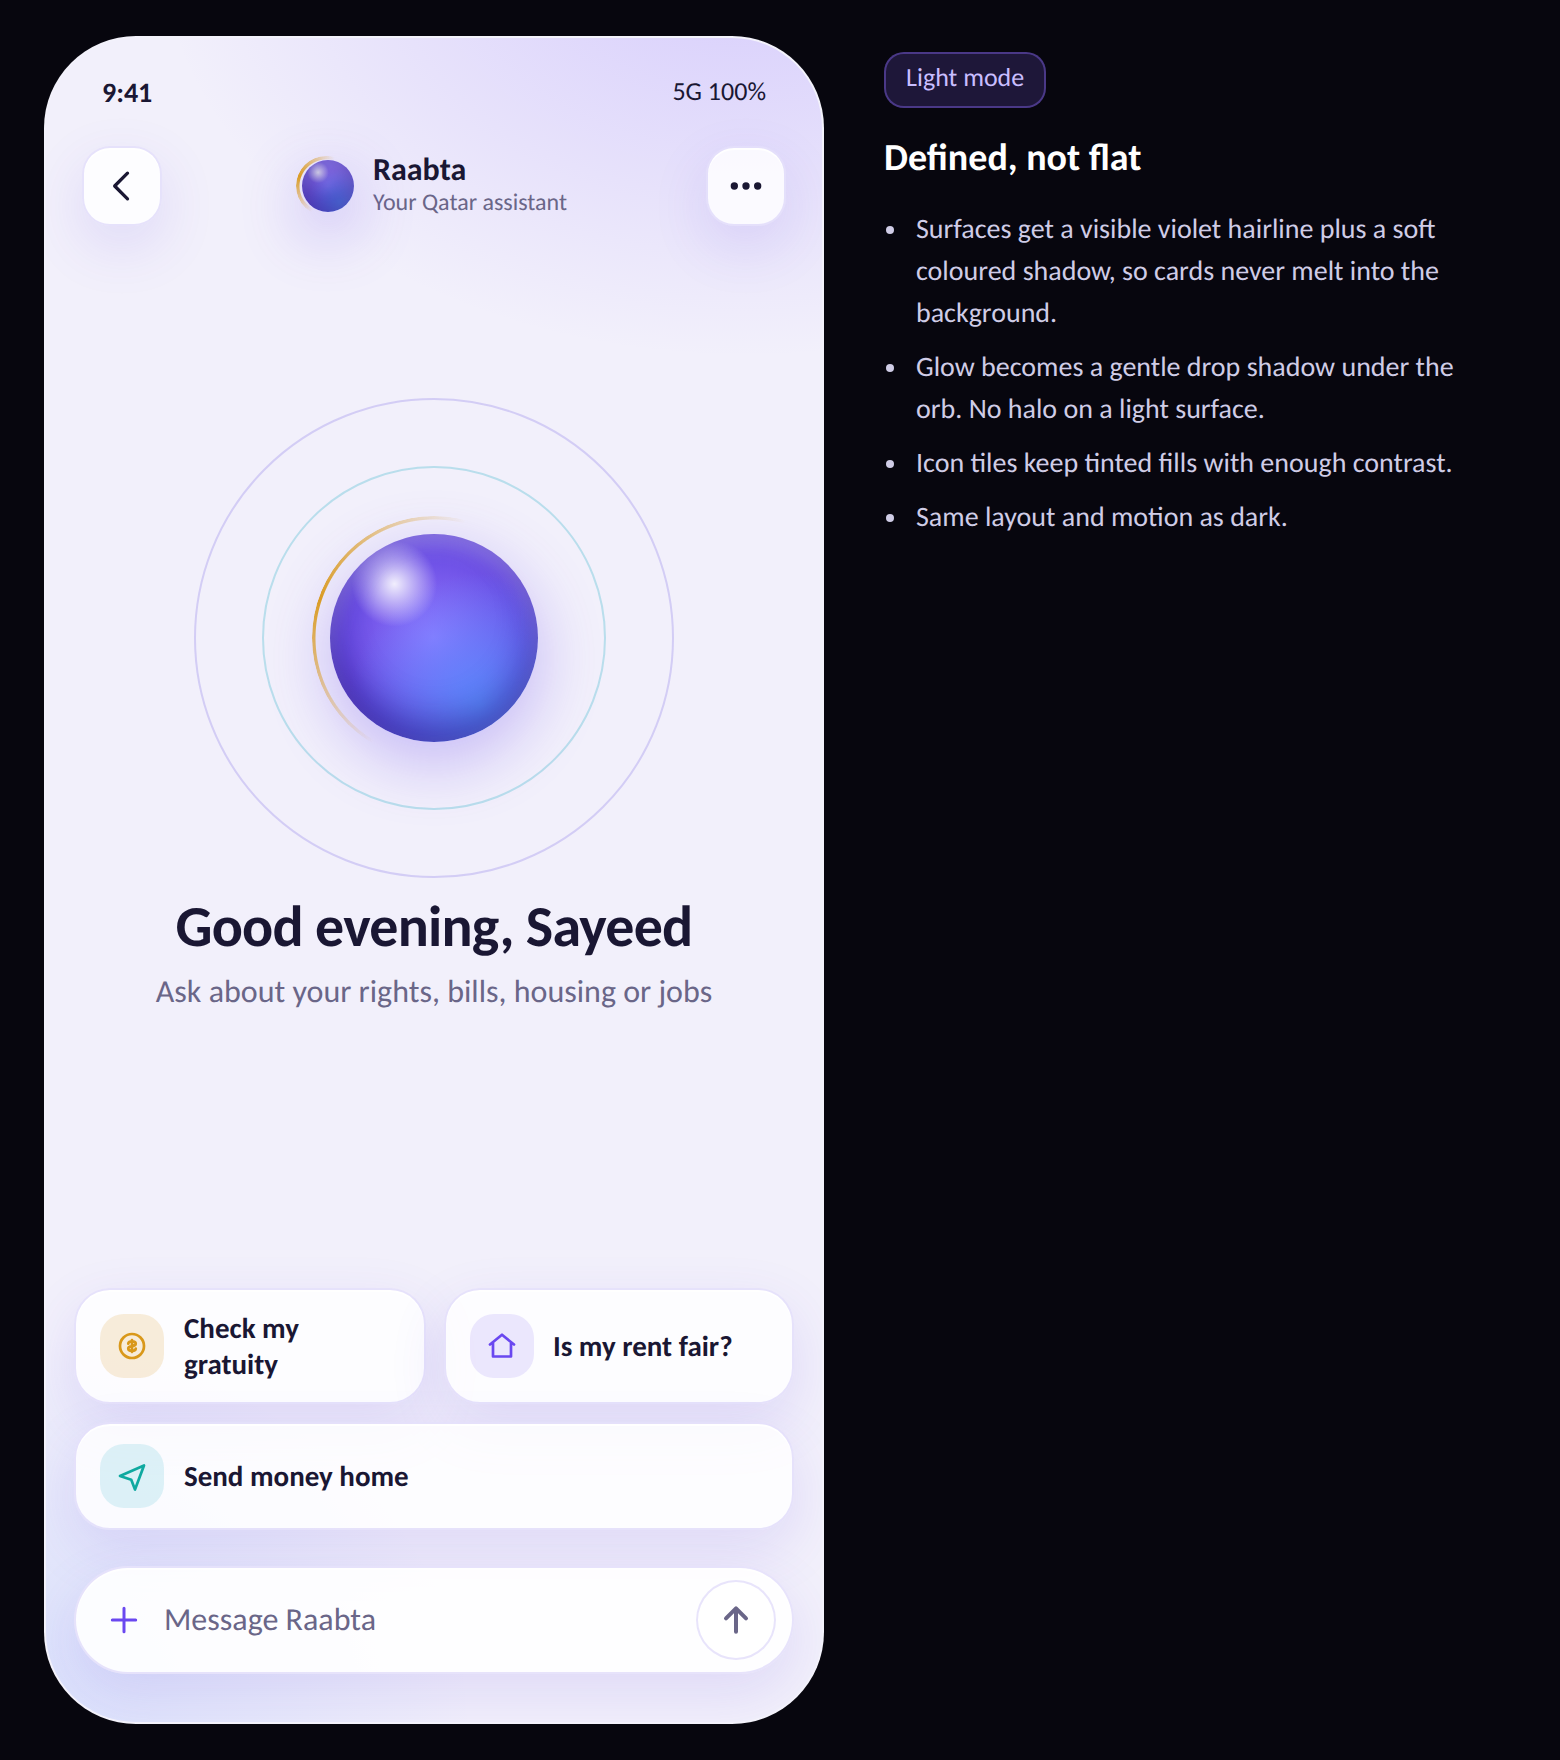 9:41
5G 100%
Raabta
Your Qatar assistant
Good evening, Sayeed
Ask about your rights, bills, housing or jobs
Check my
gratuity
Is my rent fair?
Send money home
Message Raabta
Light mode
Defined, not flat
Surfaces get a visible violet hairline plus a soft
coloured shadow, so cards never melt into the
background.
Glow becomes a gentle drop shadow under the
orb. No halo on a light surface.
Icon tiles keep tinted fills with enough contrast.
Same layout and motion as dark.